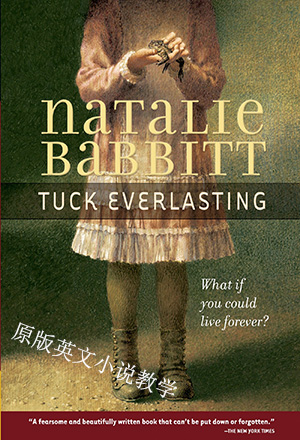 NATALIE
BABBITT
TUCK EVERLASTING
What if
you could
live forever?
原版英文小说教学
"A fearsome and beautifully written book that can't be put down or forgotten."
—THE NEW YORK TIMES